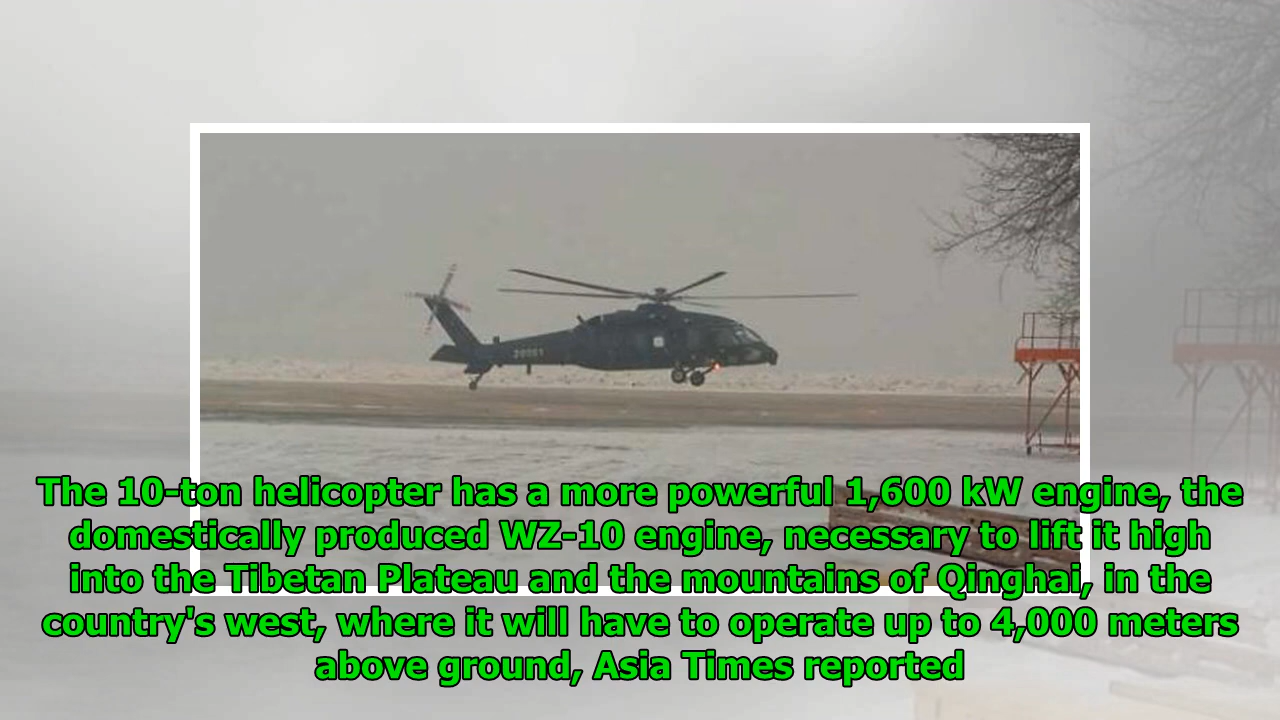 The 10-ton helicopter has a more powerful 1,600 kW engine, the
domestically produced WZ-10 engine, necessary to lift it high
into the Tibetan Plateau and the mountains of Qinghai, in the
country's west, where it will have to operate up to 4,000 meters
above ground, Asia Times reported